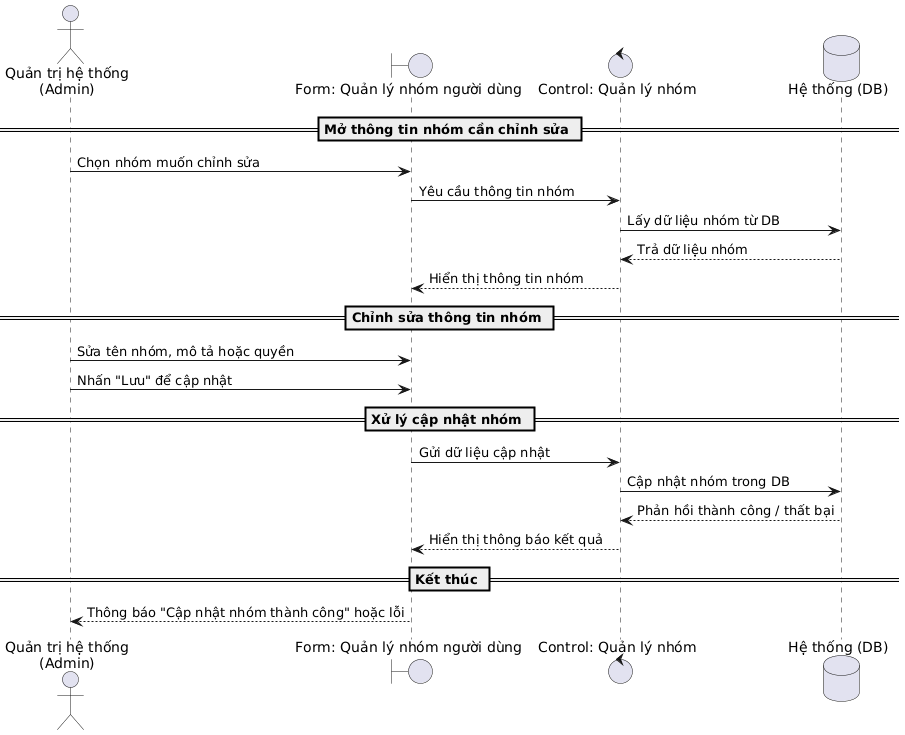 Quản trị hệ thống
(Admin)
Form: Quản lý nhóm người dùng
Control: Quản lý nhóm
Hệ thống (DB)
Mở thông tin nhóm cần chỉnh sửa
Chọn nhóm muốn chỉnh sửa
Yêu cầu thông tin nhóm
Lấy dữ liệu nhóm từ DB
Trả dữ liệu nhóm
Hiển thị thông tin nhóm
Chỉnh sửa thông tin nhóm
Sửa tên nhóm, mô tả hoặc quyền
Nhấn "Lưu" để cập nhật
Xử lý cập nhật nhóm
Gửi dữ liệu cập nhật
Cập nhật nhóm trong DB
Phản hồi thành công / thất bại
Hiển thị thông báo kết quả
Kết thúc
Thông báo "Cập nhật nhóm thành công" hoặc lỗi
Quản trị hệ thống
(Admin)
Form: Quản lý nhóm người dùng
Control: Quản lý nhóm
Hệ thống (DB)